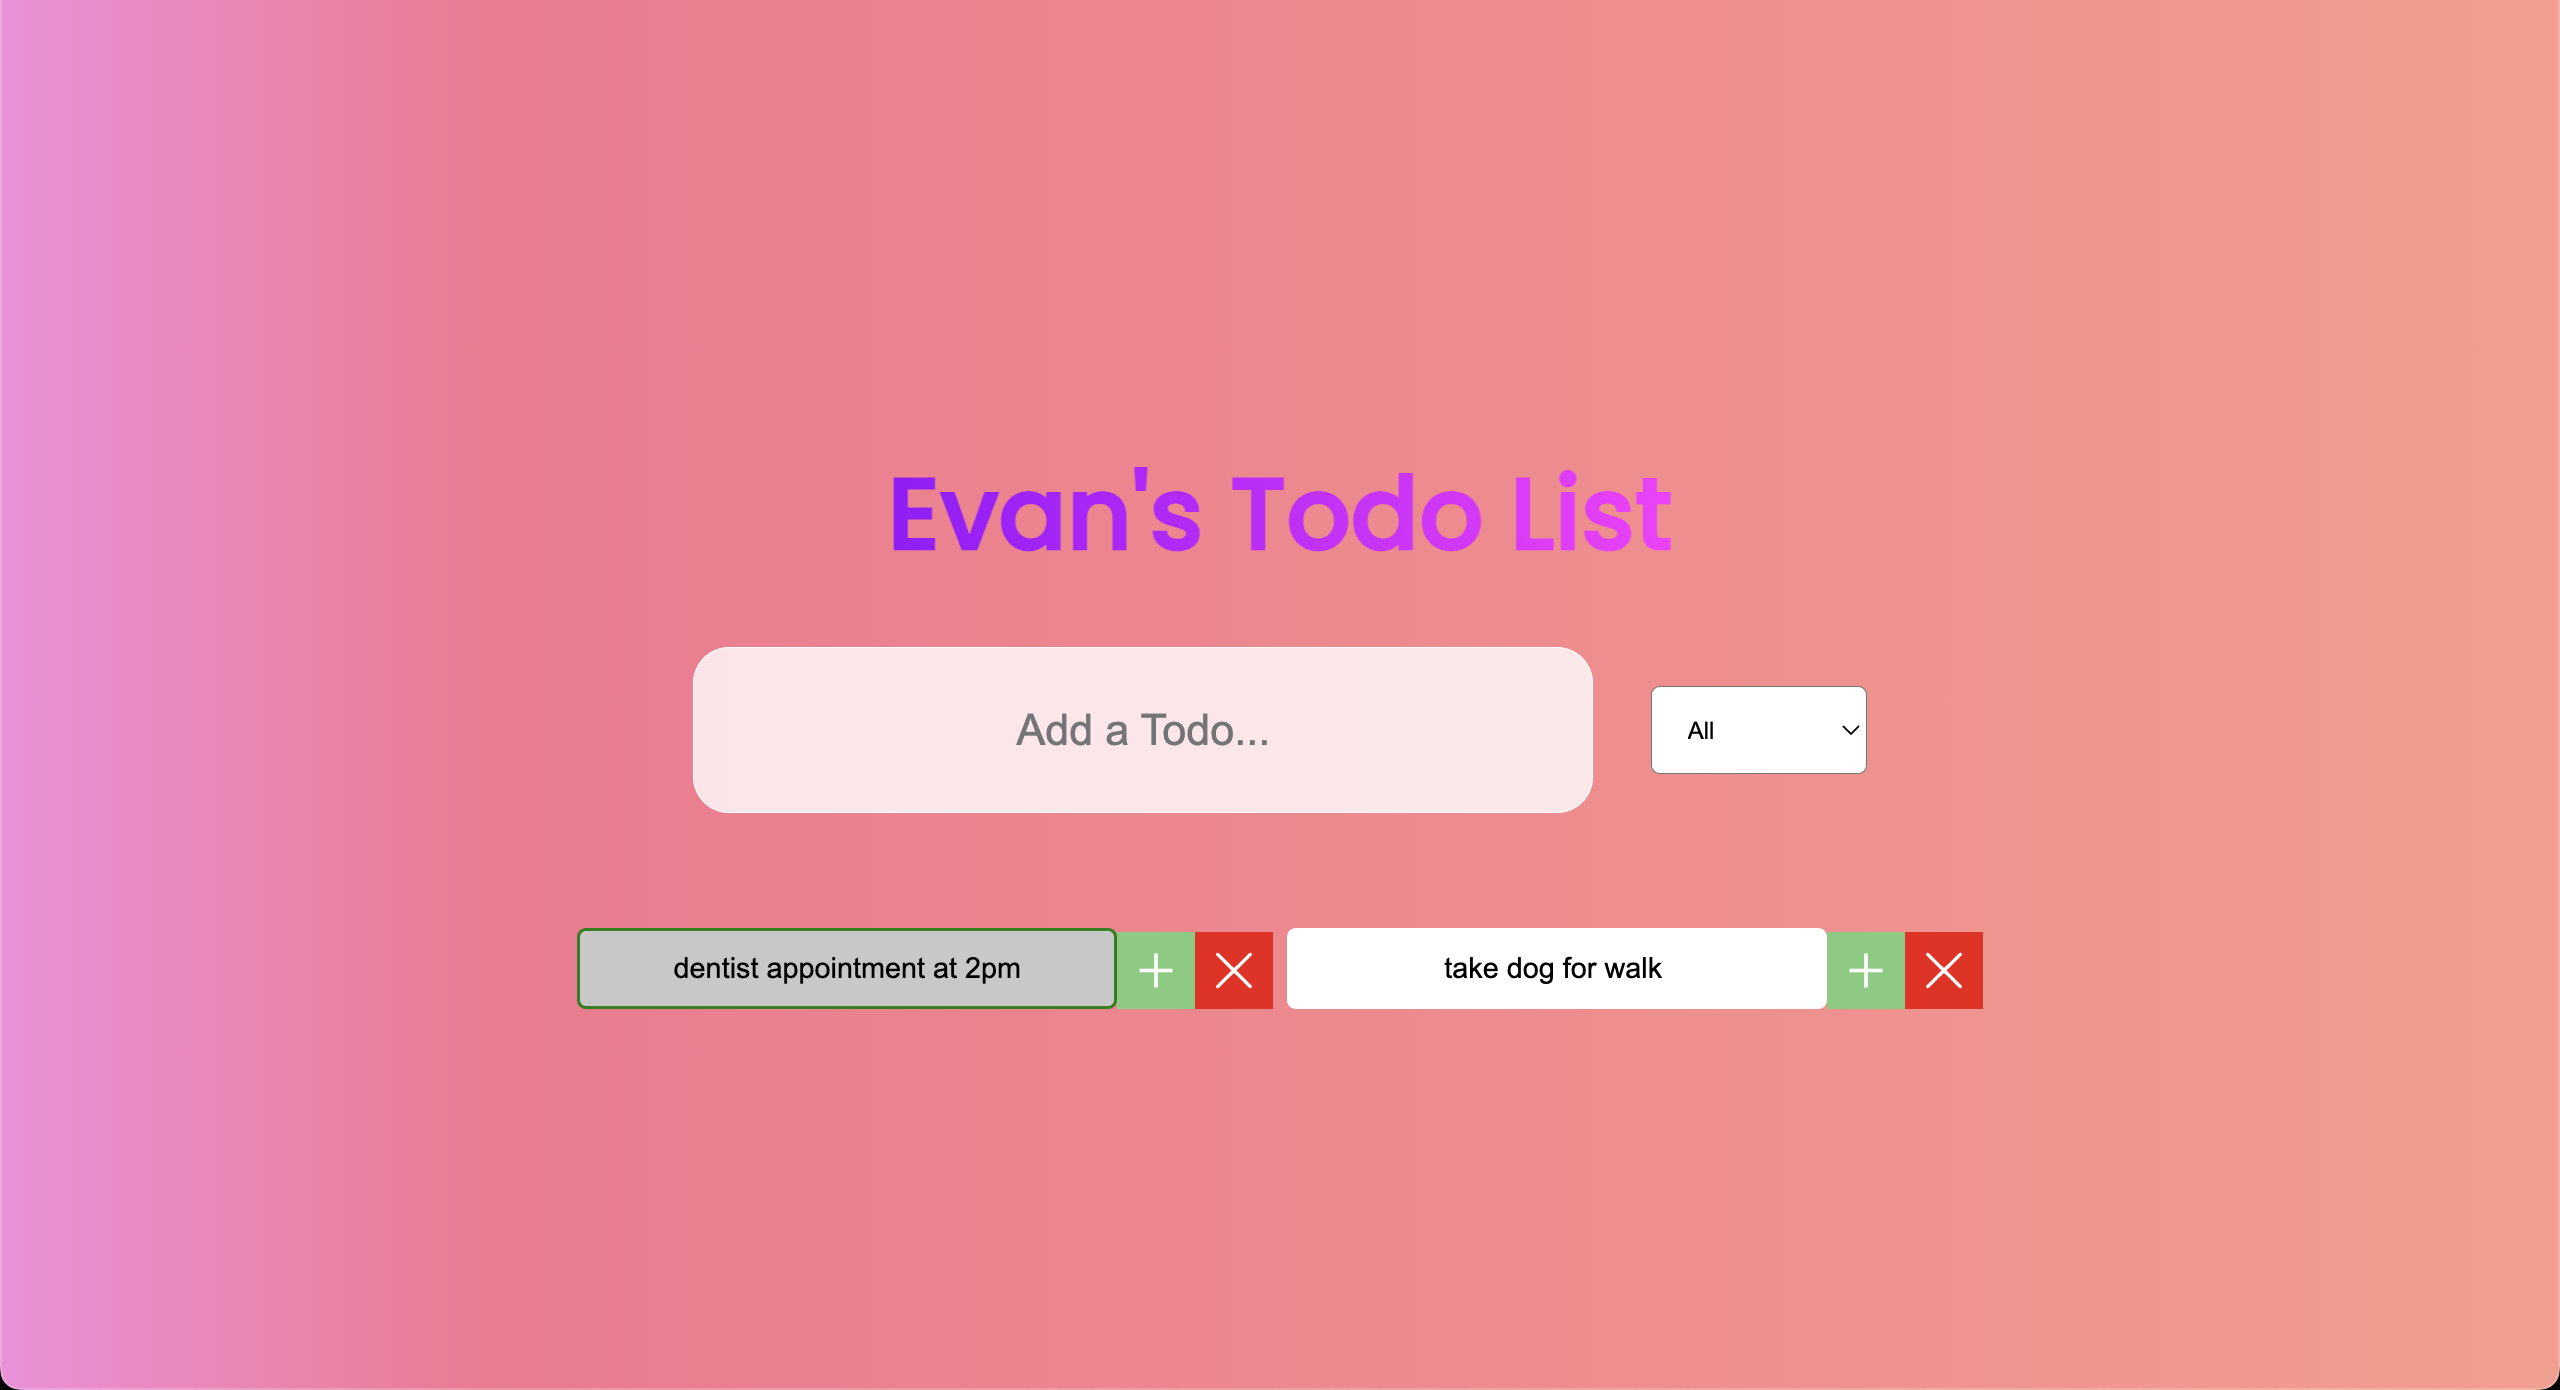 Evan's Todo List
Add a Todo...
All
dentist appointment at 2pm
take dog for walk